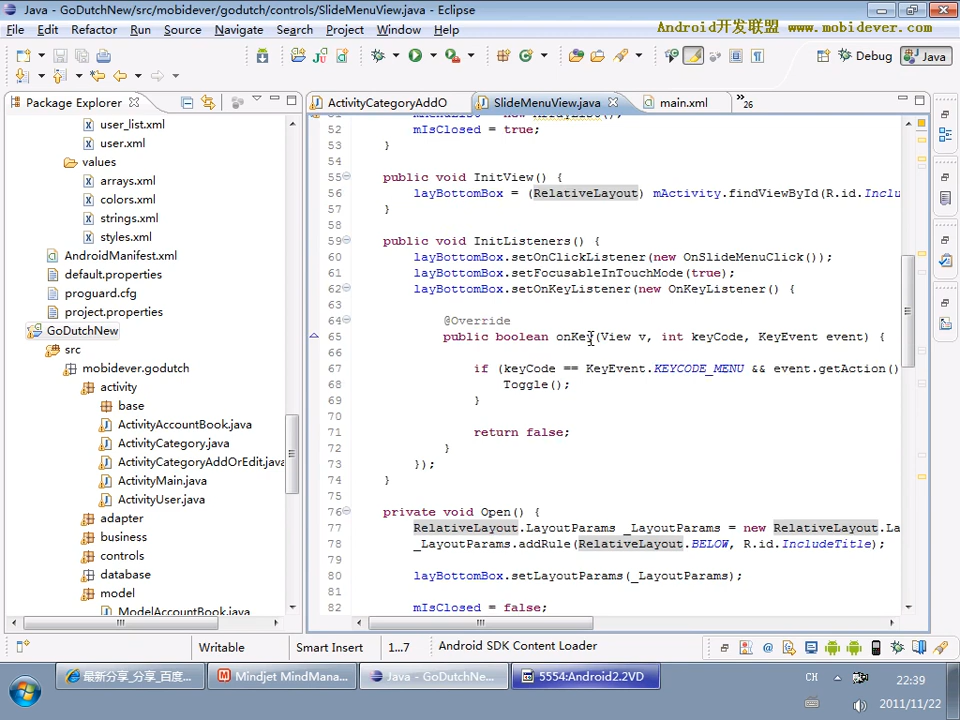 Java - GoDutchNew/src/mobidever/godutch/controls/SlideMenuView.java - Eclipse
File Edit Refactor Run Source Navigate Search Project Window Help
Android开发联盟 www.mobidever.com
Debug Java
Package Explorer
ActivityCategoryAddO SlideMenuView.java main.xml »26
user_list.xml
user.xml
values
arrays.xml
colors.xml
strings.xml
styles.xml
AndroidManifest.xml
default.properties
proguard.cfg
project.properties
GoDutchNew
src
mobidever.godutch
activity
base
ActivityAccountBook.java
ActivityCategory.java
ActivityCategoryAddOrEdit.java
ActivityMain.java
ActivityUser.java
adapter
business
controls
database
model
ModelAccountBook.java
52 mIsClosed = true;
53 }
54
55 public void InitView() {
56 layBottomBox = (RelativeLayout) mActivity.findViewById(R.id.Inclu
57 }
58
59 public void InitListeners() {
60 layBottomBox.setOnClickListener(new OnSlideMenuClick());
61 layBottomBox.setFocusableInTouchMode(true);
62 layBottomBox.setOnKeyListener(new OnKeyListener() {
63
64 @Override
65 public boolean onKey(View v, int keyCode, KeyEvent event) {
66
67 if (keyCode == KeyEvent.KEYCODE_MENU && event.getAction()
68 Toggle();
69 }
70
71 return false;
72 }
73 });
74 }
75
76 private void Open() {
77 RelativeLayout.LayoutParams _LayoutParams = new RelativeLayout.La
78 _LayoutParams.addRule(RelativeLayout.BELOW, R.id.IncludeTitle);
79
80 layBottomBox.setLayoutParams(_LayoutParams);
81
82 mIsClosed = false;
Writable Smart Insert 1...7 Android SDK Content Loader
最新分享_分享_百度... Mindjet MindMana... Java - GoDutchNe... 5554:Android2.2VD
CH 22:39
2011/11/22